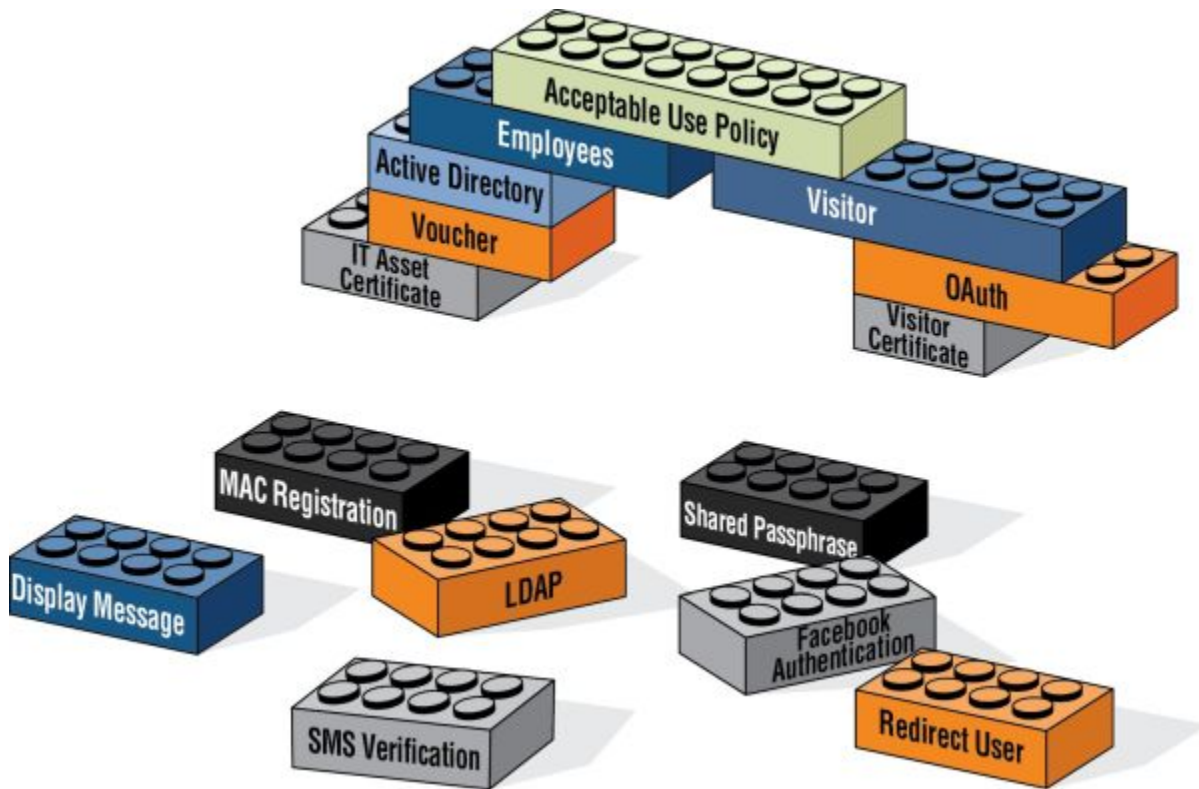 Acceptable Use Policy
Employees
Active Directory
Visitor
Voucher
IT Asset
Certificate
OAuth
Visitor
Certificate
MAC Registration
Shared Passphrase
Display Message
LDAP
Facebook
Authentication
SMS Verification
Redirect User